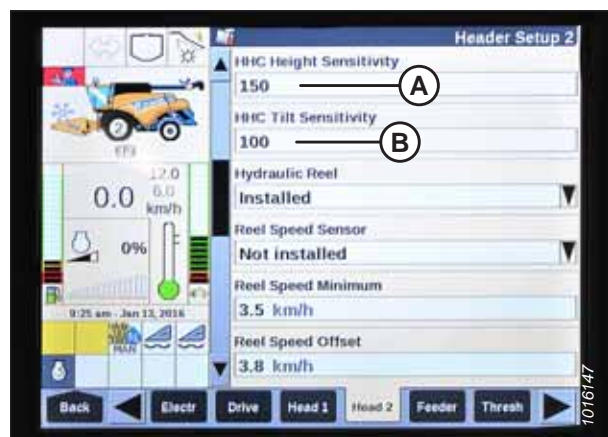 Header Setup 2
HHC Height Sensitivity
150
A
HHC Tilt Sensitivity
100
B
Hydraulic Reel
Installed
Reel Speed Sensor
Not installed
Reel Speed Minimum
3.5 km/h
Reel Speed Offset
3.8 km/h
12.0
0.0
6.0
km/h
0%
9:25 am - Jan 13, 2016
MAN
Back
Electr
Drive
Head 1
Head 2
Feeder
Thresh
1016147